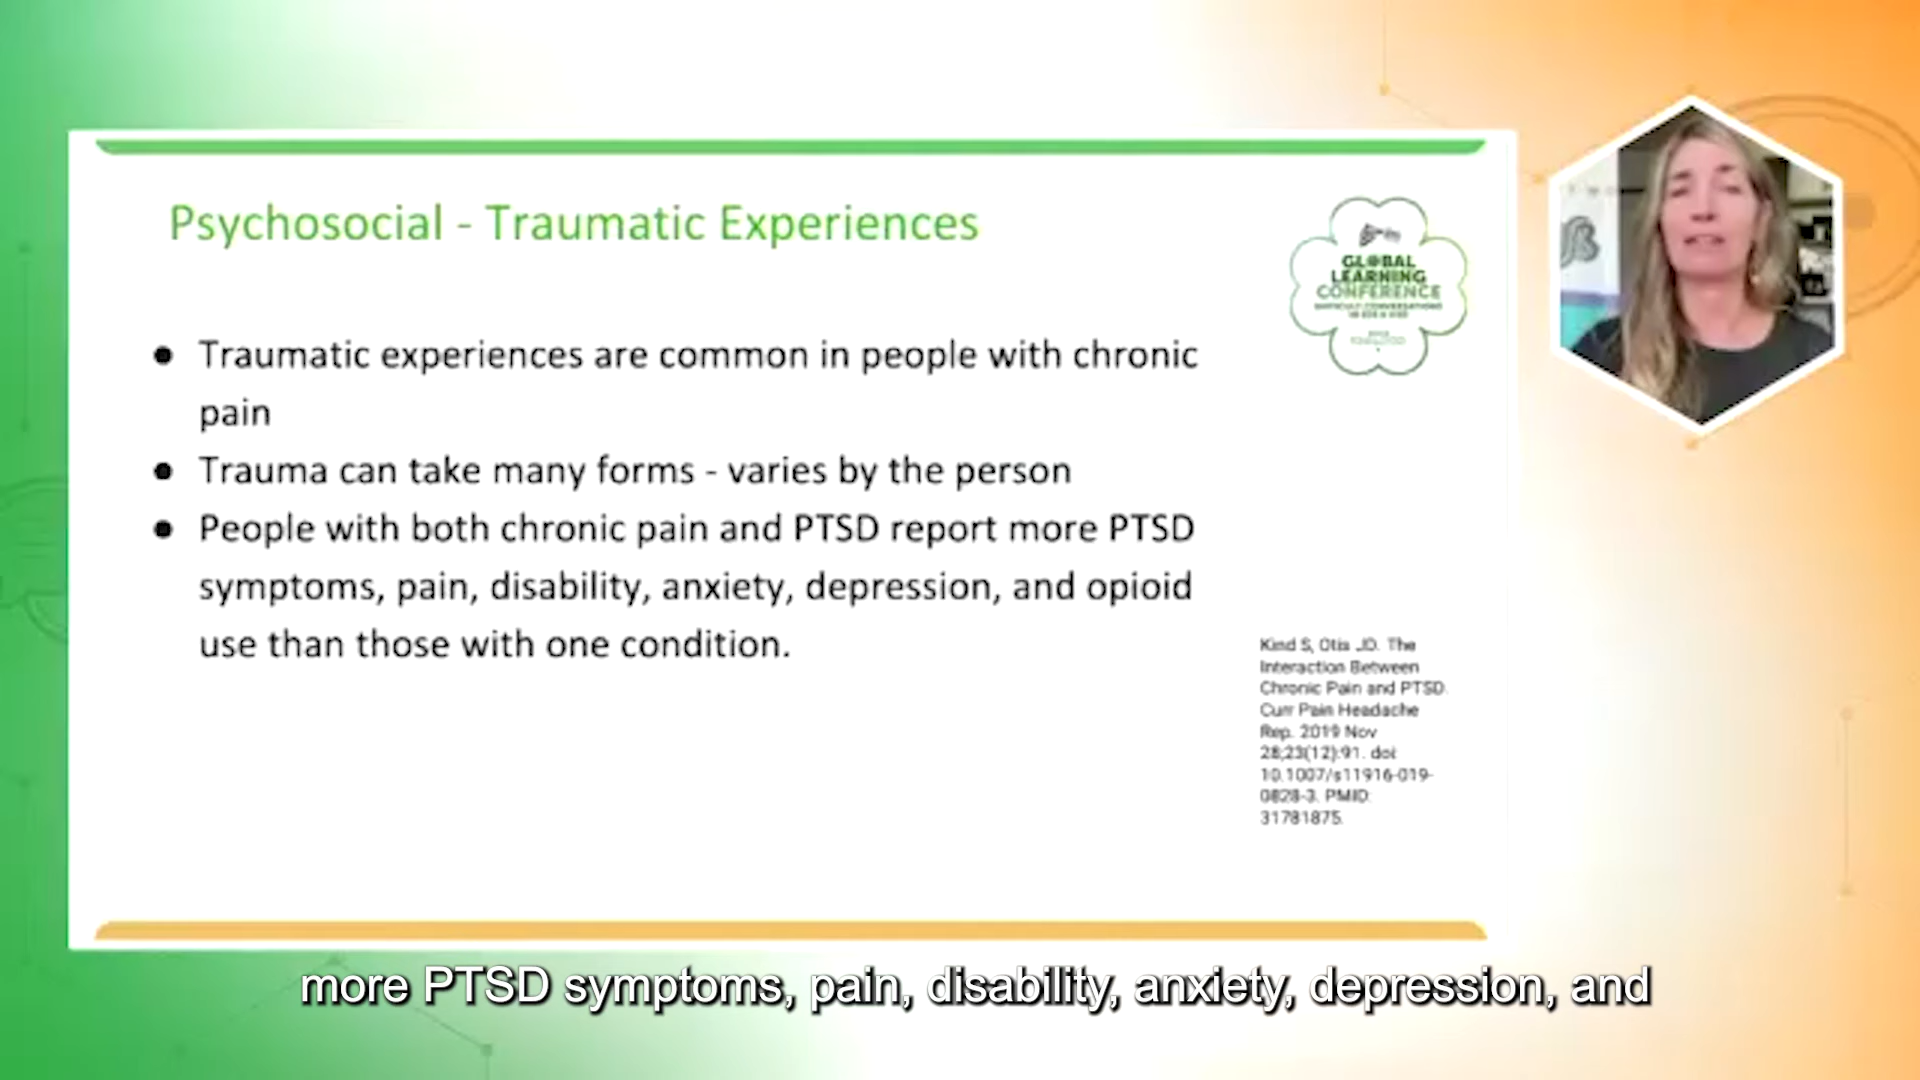 Psychosocial - Traumatic Experiences
GL BAL
LEARNING
CONFERENCE
DIFFICULT CONVERSATIONS
● Traumatic experiences are common in people with chronic
pain
● Trauma can take many forms - varies by the person
● People with both chronic pain and PTSD report more PTSD
symptoms, pain, disability, anxiety, depression, and opioid
use than those with one condition.
Kind S, Otis JD. The
Interaction Between
Chronic Pain and PTSD.
Curr Pain Headache
Rep. 2019 Nov
28;23(12):91. doi:
10.1007/s11916-019-
0828-3. PMID:
31781875.
more PTSD symptoms, pain, disability, anxiety, depression, and